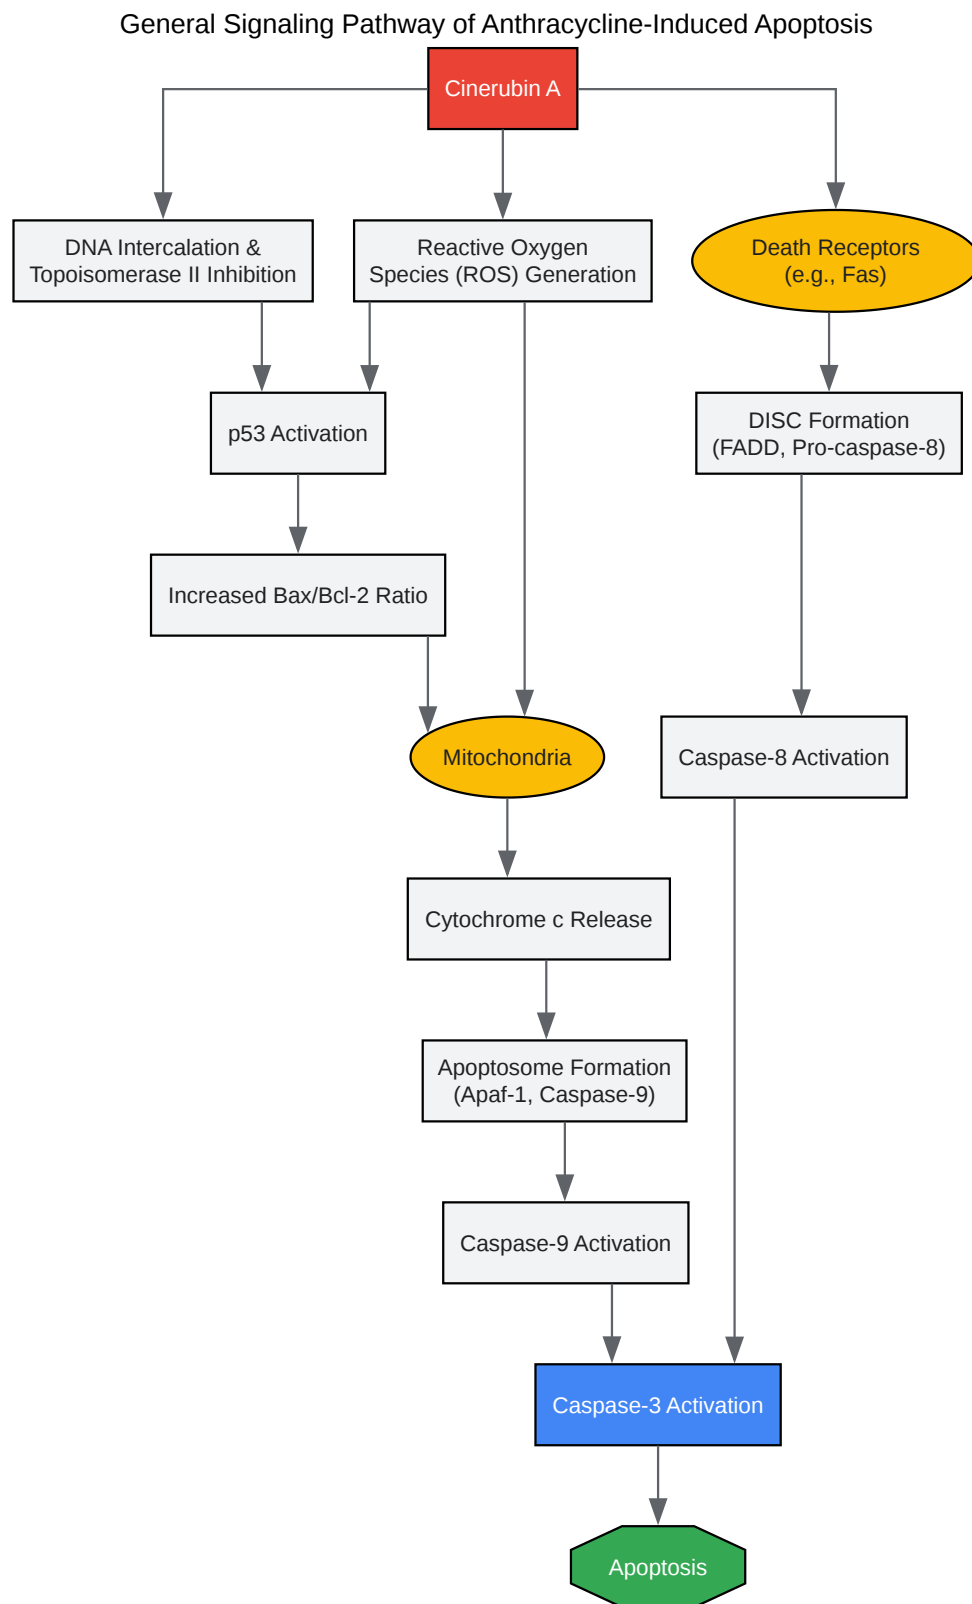 General Signaling Pathway of Anthracycline-Induced Apoptosis
Cinerubin A
DNA Intercalation &
Topoisomerase II Inhibition
Reactive Oxygen
Species (ROS) Generation
Death Receptors
(e.g., Fas)
p53 Activation
DISC Formation
(FADD, Pro-caspase-8)
Increased Bax/Bcl-2 Ratio
Mitochondria
Caspase-8 Activation
Cytochrome c Release
Apoptosome Formation
(Apaf-1, Caspase-9)
Caspase-9 Activation
Caspase-3 Activation
Apoptosis